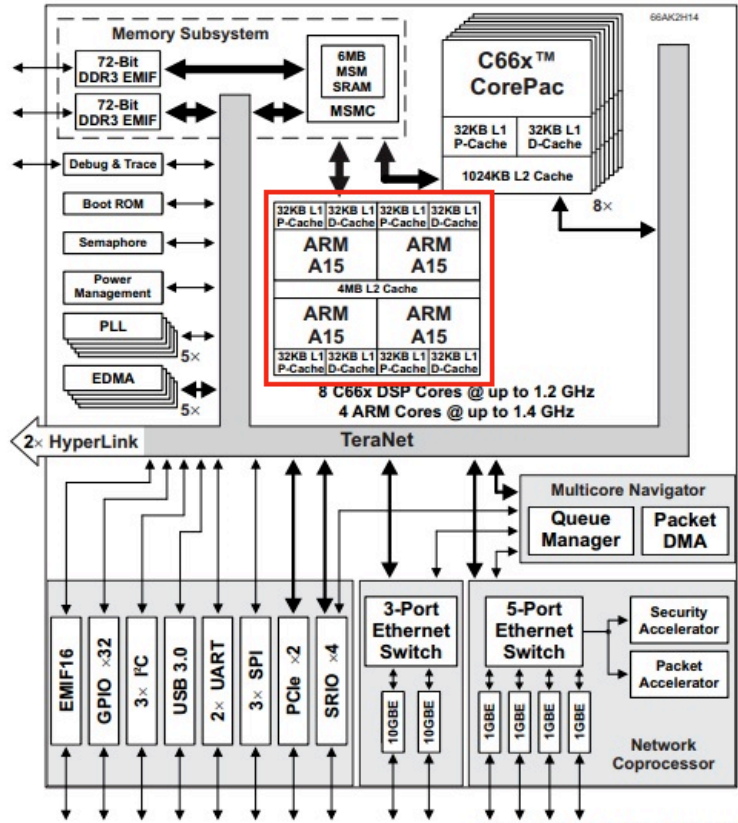 66AK2H14
Memory Subsystem
72-Bit
DDR3 EMIF
72-Bit
DDR3 EMIF
6MB
MSM
SRAM
MSMC
C66x™
CorePac
32KB L1
P-Cache
32KB L1
D-Cache
1024KB L2 Cache
8×
Debug & Trace
Boot ROM
Semaphore
Power
Management
PLL
5×
EDMA
5×
32KB L1 32KB L1 32KB L1 32KB L1
P-Cache D-Cache P-Cache D-Cache
ARM
A15
ARM
A15
4MB L2 Cache
ARM
A15
ARM
A15
32KB L1 32KB L1 32KB L1 32KB L1
P-Cache D-Cache P-Cache D-Cache
8 C66x DSP Cores @ up to 1.2 GHz
4 ARM Cores @ up to 1.4 GHz
2× HyperLink
TeraNet
Multicore Navigator
Queue
Manager
Packet
DMA
EMIF16
GPIO ×32
3× I²C
USB 3.0
2× UART
3× SPI
PCIe ×2
SRIO ×4
3-Port
Ethernet
Switch
10GBE
10GBE
5-Port
Ethernet
Switch
1GBE
1GBE
1GBE
1GBE
Security
Accelerator
Packet
Accelerator
Network
Coprocessor